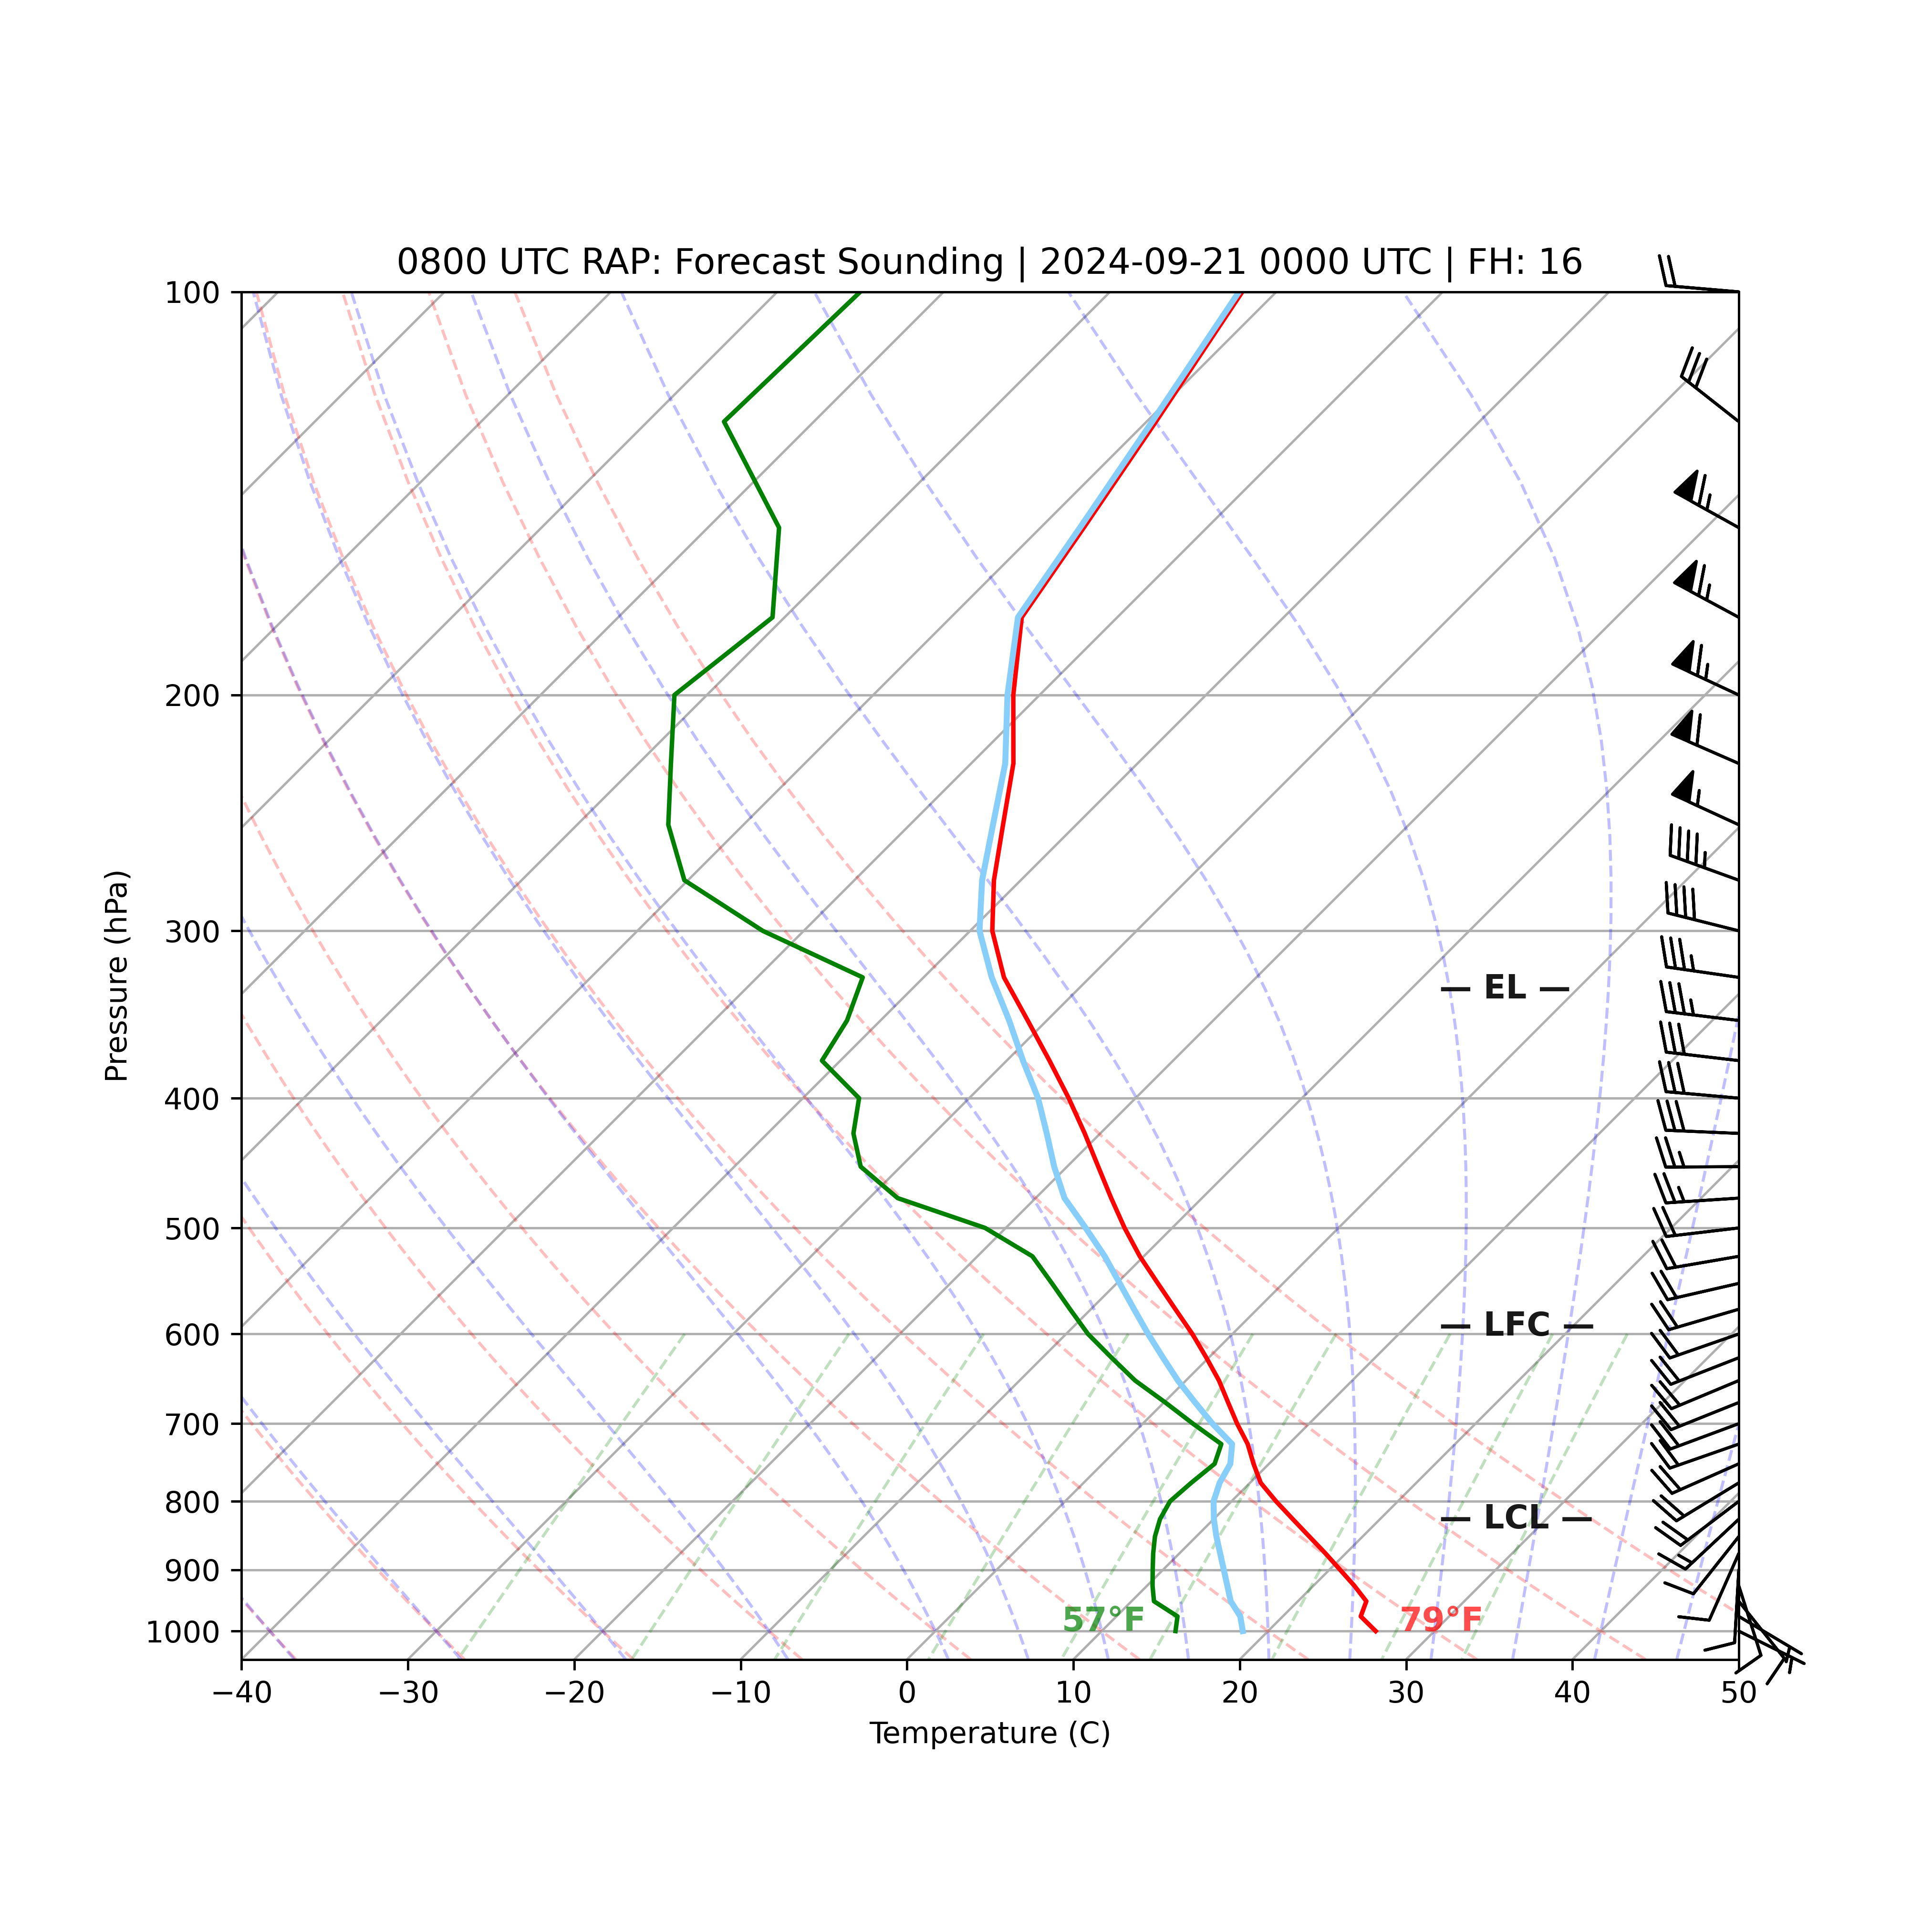 0800 UTC RAP: Forecast Sounding | 2024-09-21 0000 UTC | FH: 16
100
200
300
— EL —
Pressure (hPa)
400
500
600
— LFC —
700
800
— LCL —
900
1000
57°F
79°F
−40 −30 −20 −10 0 10 20 30 40 50
Temperature (C)